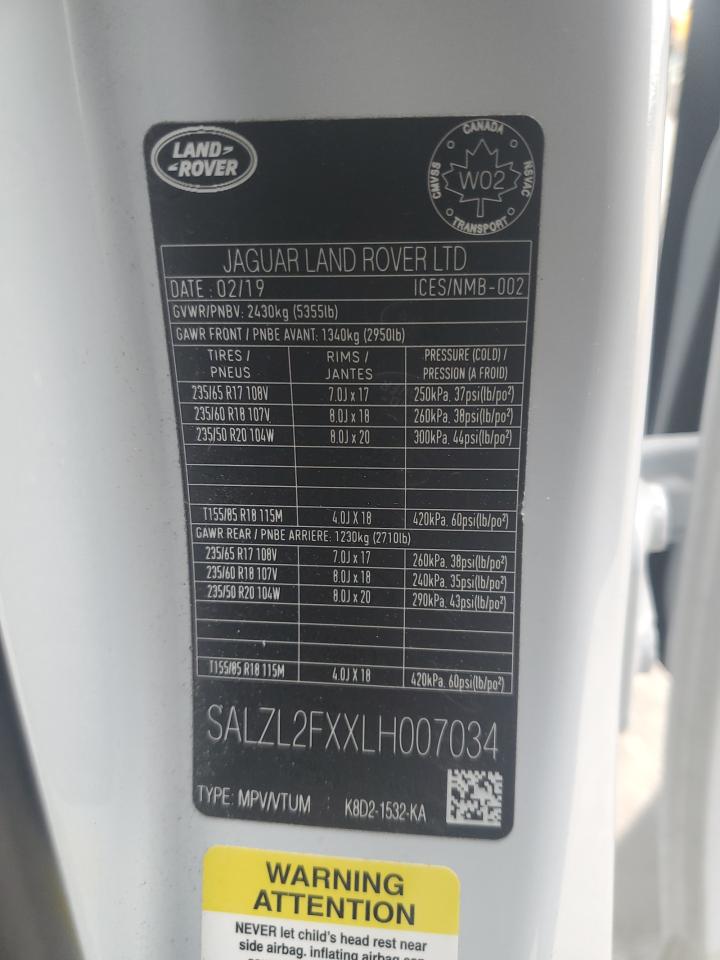 LAND-
-ROVER
CANADA
CMVSS
W02
NSVAC
TRANSPORT
JAGUAR LAND ROVER LTD
DATE : 02/19 ICES/NMB-002
GVWR/PNBV: 2430kg (5355lb)
GAWR FRONT / PNBE AVANT: 1340kg (2950lb)
TIRES / RIMS / PRESSURE (COLD) /
PNEUS JANTES PRESSION (A FROID)
235/65 R17 108V 7.0J x 17 250kPa, 37psi(lb/po²)
235/60 R18 107V 8.0J x 18 260kPa, 38psi(lb/po²)
235/50 R20 104W 8.0J x 20 300kPa, 44psi(lb/po²)
T155/85 R18 115M 4.0J X 18 420kPa, 60psi(lb/po²)
GAWR REAR / PNBE ARRIERE: 1230kg (2710lb)
235/65 R17 108V 7.0J x 17 260kPa, 38psi(lb/po²)
235/60 R18 107V 8.0J x 18 240kPa, 35psi(lb/po²)
235/50 R20 104W 8.0J x 20 290kPa, 43psi(lb/po²)
T155/85 R18 115M 4.0J X 18 420kPa, 60psi(lb/po²)
SALZL2FXXLH007034
TYPE: MPV/VTUM K8D2-1532-KA
WARNING
ATTENTION
NEVER let child's head rest near
side airbag. inflating airbag can